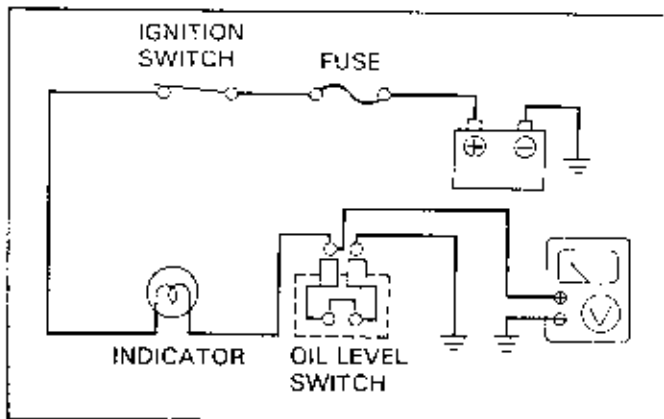 IGNITION
SWITCH
FUSE
+ −
+
−
V
INDICATOR
OIL LEVEL
SWITCH